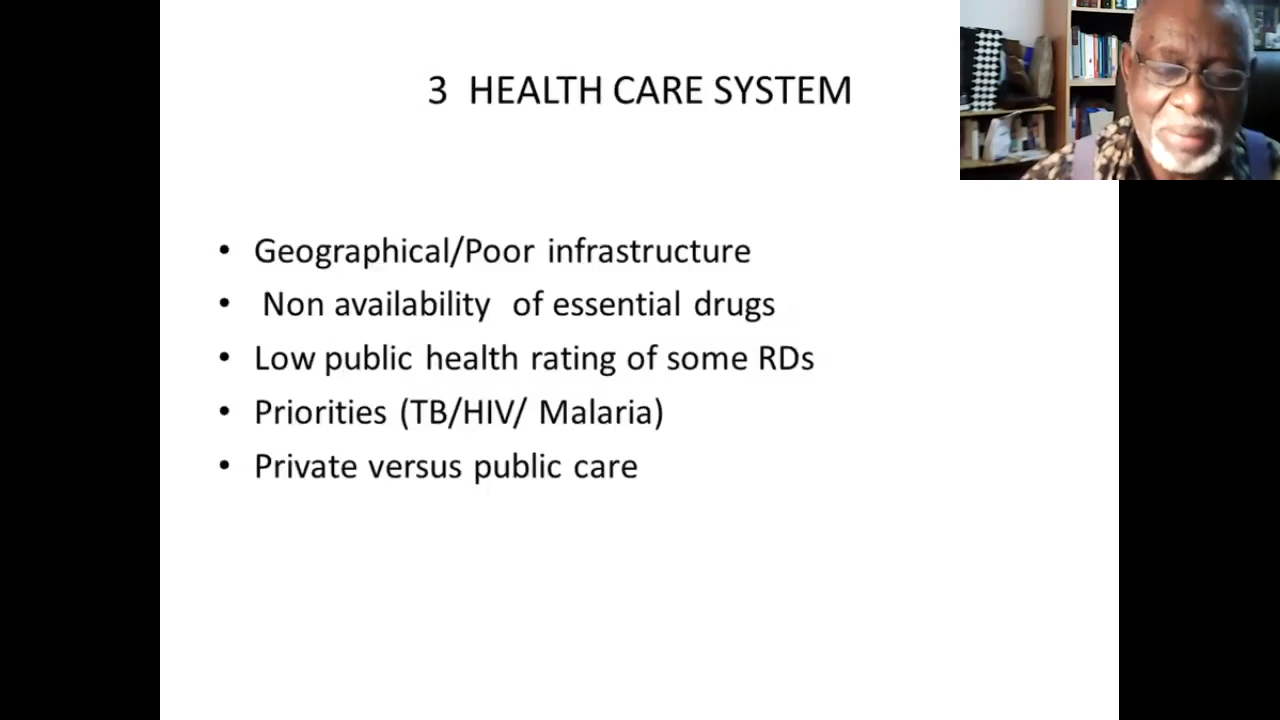 3 HEALTH CARE SYSTEM
• Geographical/Poor infrastructure
• Non availability of essential drugs
• Low public health rating of some RDs
• Priorities (TB/HIV/ Malaria)
• Private versus public care